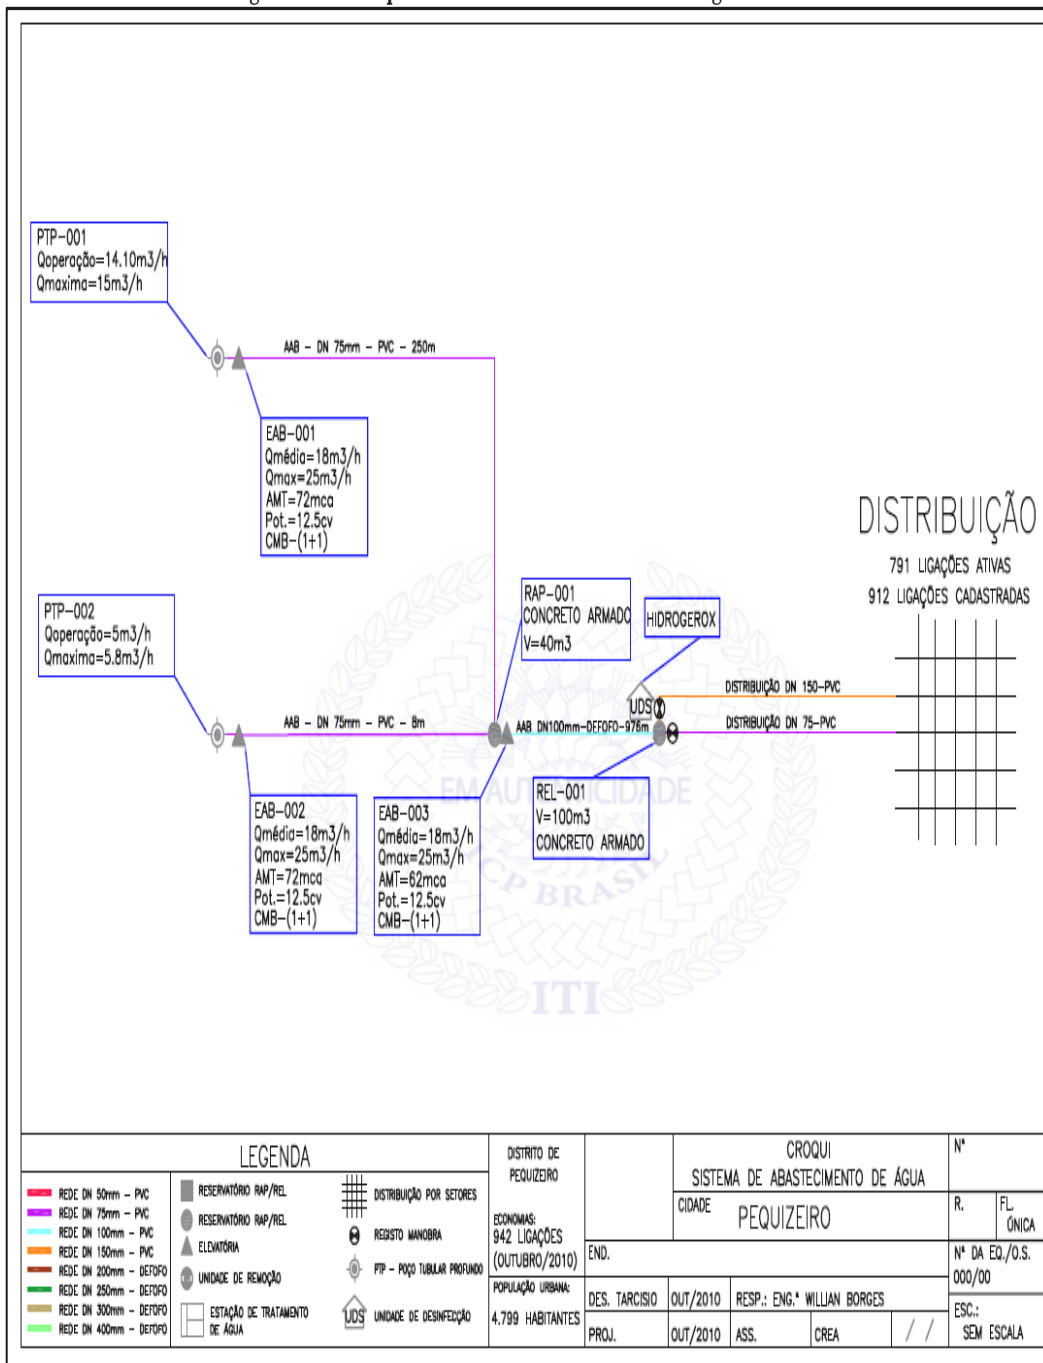 PTP-001
Qoperação=14.10m3/h
Qmaxima=15m3/h
AAB - DN 75mm - PVC - 250m
EAB-001
Qmédia=18m3/h
Qmax=25m3/h
AMT=72mca
Pot.=12.5cv
CMB-(1+1)
DISTRIBUIÇÃO
791 LIGAÇÕES ATIVAS
912 LIGAÇÕES CADASTRADAS
PTP-002
Qoperação=5m3/h
Qmaxima=5.8m3/h
RAP-001
CONCRETO ARMADO
V=40m3
HIDROGEROX
UDS
DISTRIBUIÇÃO DN 150-PVC
AAB - DN 75mm - PVC - 8m
AAB DN100mm-DEFOFO-976m
DISTRIBUIÇÃO DN 75-PVC
EAB-002
Qmédia=18m3/h
Qmax=25m3/h
AMT=72mca
Pot.=12.5cv
CMB-(1+1)
EAB-003
Qmédia=18m3/h
Qmax=25m3/h
AMT=62mca
Pot.=12.5cv
CMB-(1+1)
REL-001
V=100m3
CONCRETO ARMADO
ICP BRASIL
ITI
LEGENDA
REDE DN 50mm - PVC
REDE DN 75mm - PVC
REDE DN 100mm - PVC
REDE DN 150mm - PVC
REDE DN 200mm - DEFOFO
REDE DN 250mm - DEFOFO
REDE DN 300mm - DEFOFO
REDE DN 400mm - DEFOFO
RESERVATÓRIO RAP/REL
RESERVATÓRIO RAP/REL
ELEVATÓRIA
UNIDADE DE REMOÇÃO
ESTAÇÃO DE TRATAMENTO
DE ÁGUA
DISTRIBUIÇÃO POR SETORES
REGISTO MANOBRA
PTP - POÇO TUBULAR PROFUNDO
UDS
UNIDADE DE DESINFECÇÃO
DISTRITO DE
PEQUIZEIRO
ECONOMIAS:
942 LIGAÇÕES
(OUTUBRO/2010)
POPULAÇÃO URBANA:
4.799 HABITANTES
CROQUI
SISTEMA DE ABASTECIMENTO DE ÁGUA
CIDADE
PEQUIZEIRO
END.
DES. TARCISIO
OUT/2010
RESP.: ENG.ª WILLIAN BORGES
PROJ.
OUT/2010
ASS.
CREA
/ /
Nº
R.
FL.
ÚNICA
Nº DA EQ./O.S.
000/00
ESC.:
SEM ESCALA